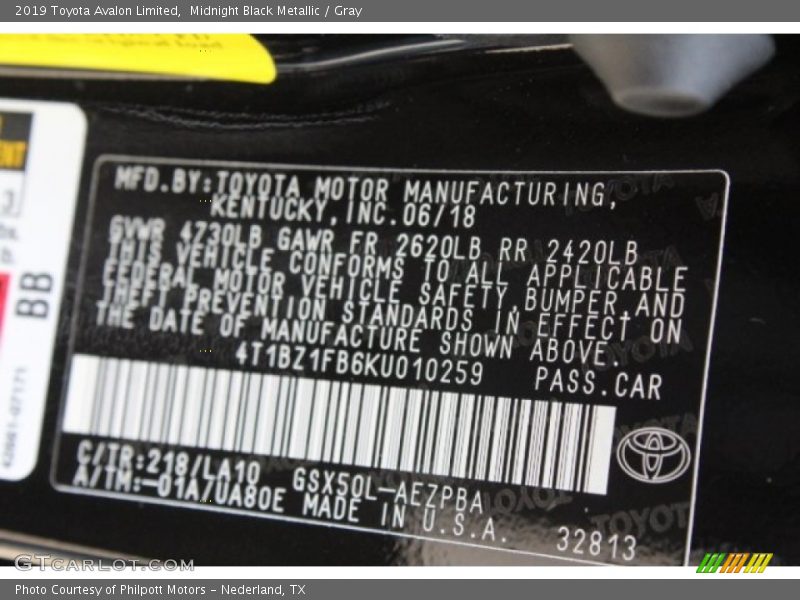 2019 Toyota Avalon Limited,  Midnight Black Metallic / Gray
MFD.BY:TOYOTA MOTOR MANUFACTURING,
KENTUCKY,INC.06/18
GVWR 4730LB GAWR FR 2620LB RR 2420LB
THIS VEHICLE CONFORMS TO ALL APPLICABLE
FEDERAL MOTOR VEHICLE SAFETY,BUMPER,AND
THEFT PREVENTION STANDARDS IN EFFECT ON
THE DATE OF MANUFACTURE SHOWN ABOVE.
4T1BZ1FB6KU010259 PASS.CAR
C/TR:218/LA10 GSX50L-AEZPBA
A/TM:-01A/UA80E MADE IN U.S.A.
32813
BB
TOYOTA
GTCARLOT.COM
Photo Courtesy of Philpott Motors - Nederland, TX